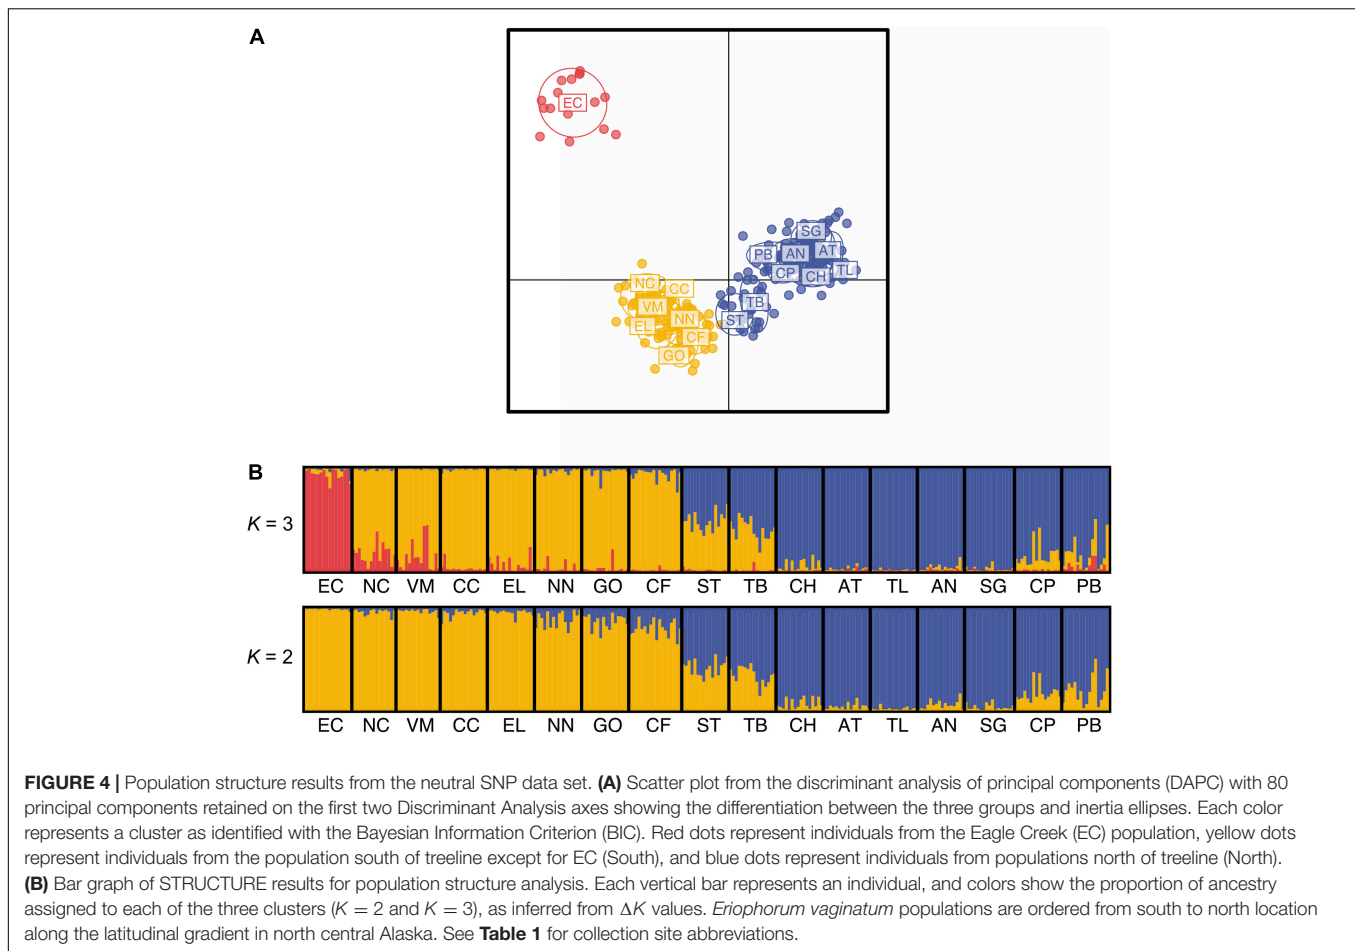 A
EC
SG
PB AN AT
CP CH TL
NC CC
TB
VM
NN ST
EL
CF
GO
B
K = 3
EC NC VM CC EL NN GO CF ST TB CH AT TL AN SG CP PB
K = 2
EC NC VM CC EL NN GO CF ST TB CH AT TL AN SG CP PB
FIGURE 4 | Population structure results from the neutral SNP data set. (A) Scatter plot from the discriminant analysis of principal components (DAPC) with 80
principal components retained on the first two Discriminant Analysis axes showing the differentiation between the three groups and inertia ellipses. Each color
represents a cluster as identified with the Bayesian Information Criterion (BIC). Red dots represent individuals from the Eagle Creek (EC) population, yellow dots
represent individuals from the population south of treeline except for EC (South), and blue dots represent individuals from populations north of treeline (North).
(B) Bar graph of STRUCTURE results for population structure analysis. Each vertical bar represents an individual, and colors show the proportion of ancestry
assigned to each of the three clusters (K = 2 and K = 3), as inferred from ΔK values. Eriophorum vaginatum populations are ordered from south to north location
along the latitudinal gradient in north central Alaska. See Table 1 for collection site abbreviations.